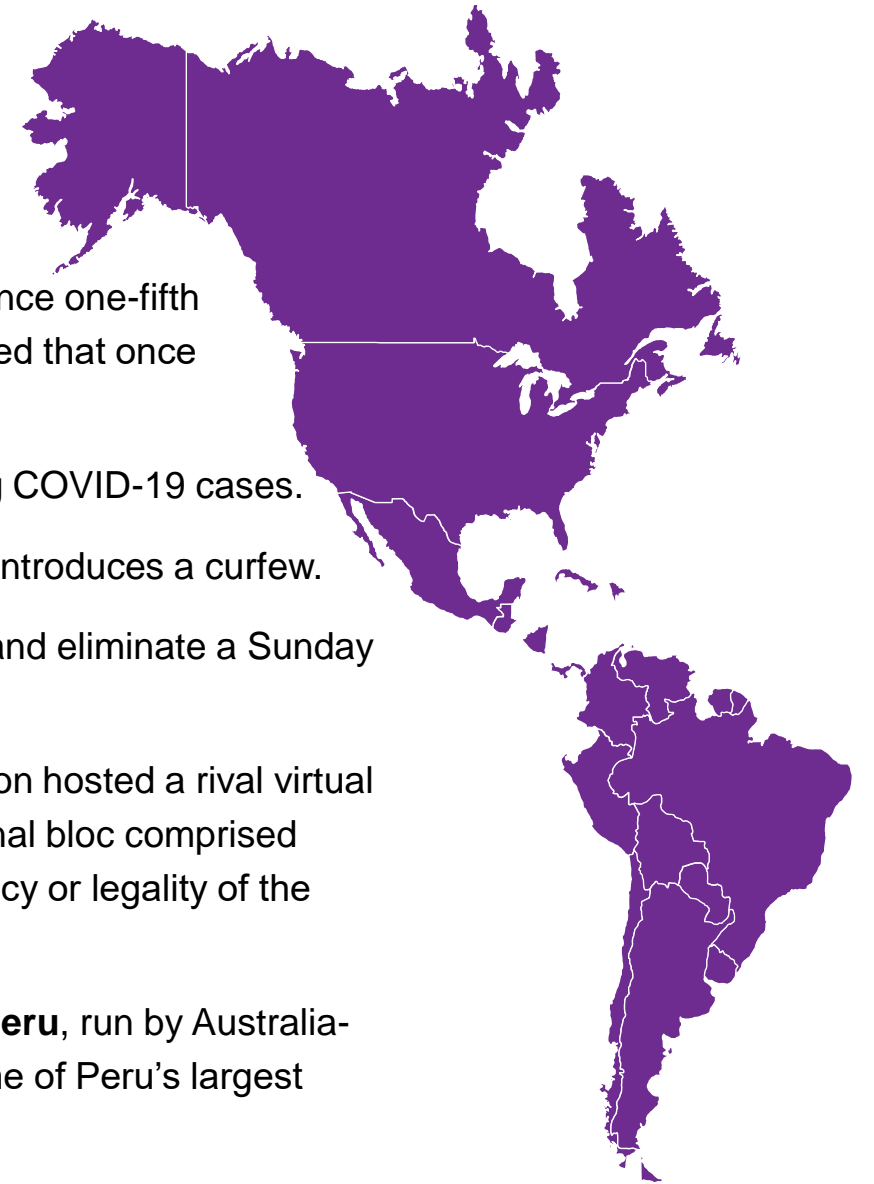 nce one-fifth
ed that once
g COVID-19 cases.
ntroduces a curfew.
and eliminate a Sunday
on hosted a rival virtual
nal bloc comprised
cy or legality of the
eru, run by Australia-
ne of Peru’s largest